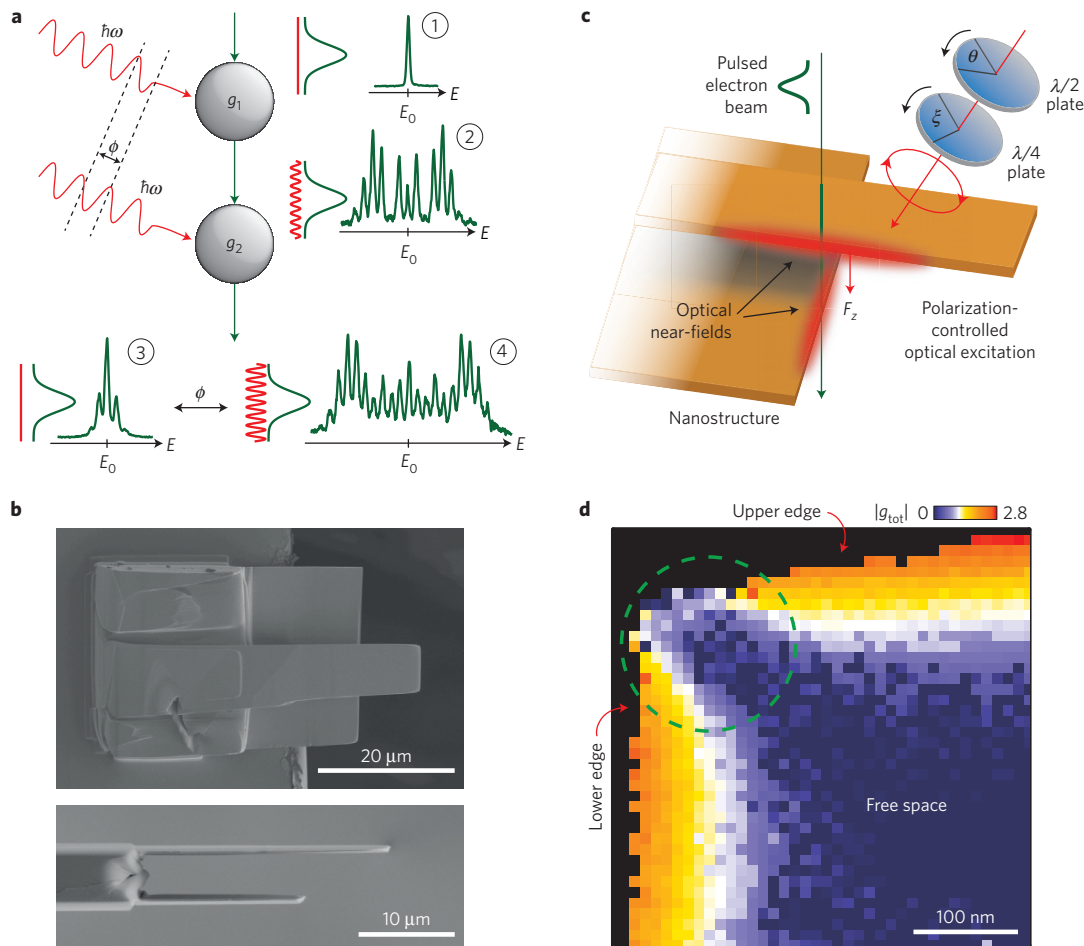 a
ħω
g1
ϕ
ħω
g2
1
E
E0
2
E
E0
3
E
E0
ϕ
4
E
E0
b
20 μm
10 μm
c
Pulsed
electron
beam
θ
λ/2
plate
ξ
λ/4
plate
Optical
near-fields
Fz
Polarization-
controlled
optical excitation
Nanostructure
d
Upper edge
|gtot| 0 2.8
Lower edge
Free space
100 nm